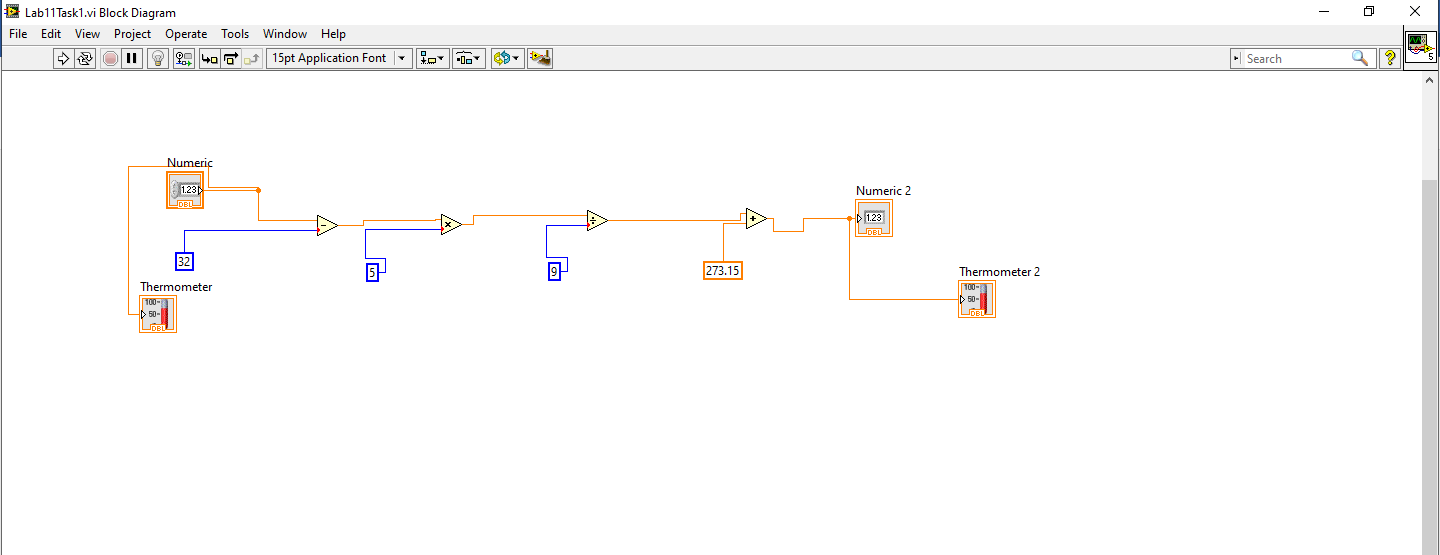 Lab11Task1.vi Block Diagram
File Edit View Project Operate Tools Window Help
15pt Application Font
Search
?
5
Numeric
1.23
DBL
32
Thermometer
100
50
DBL
5
9
273.15
Numeric 2
1.23
DBL
Thermometer 2
100
50
DBL